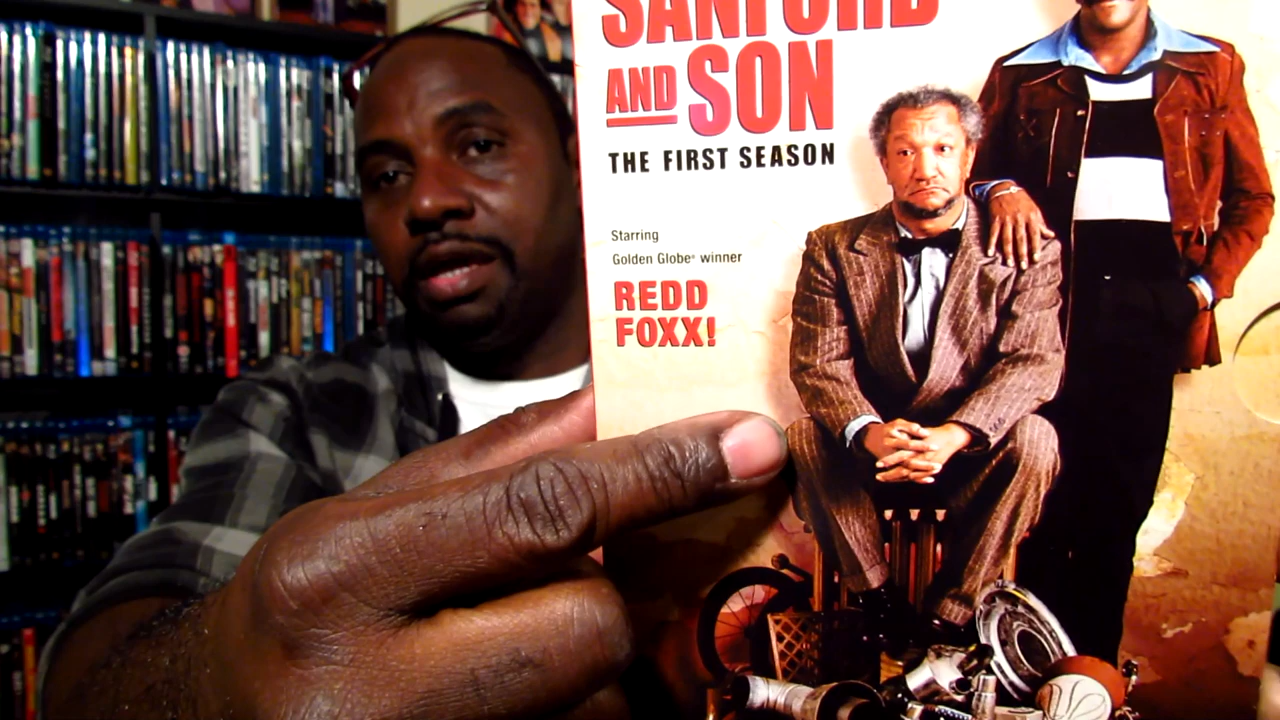 SANFORD
AND SON
THE FIRST SEASON
Starring
Golden Globe® winner
REDD
FOXX!